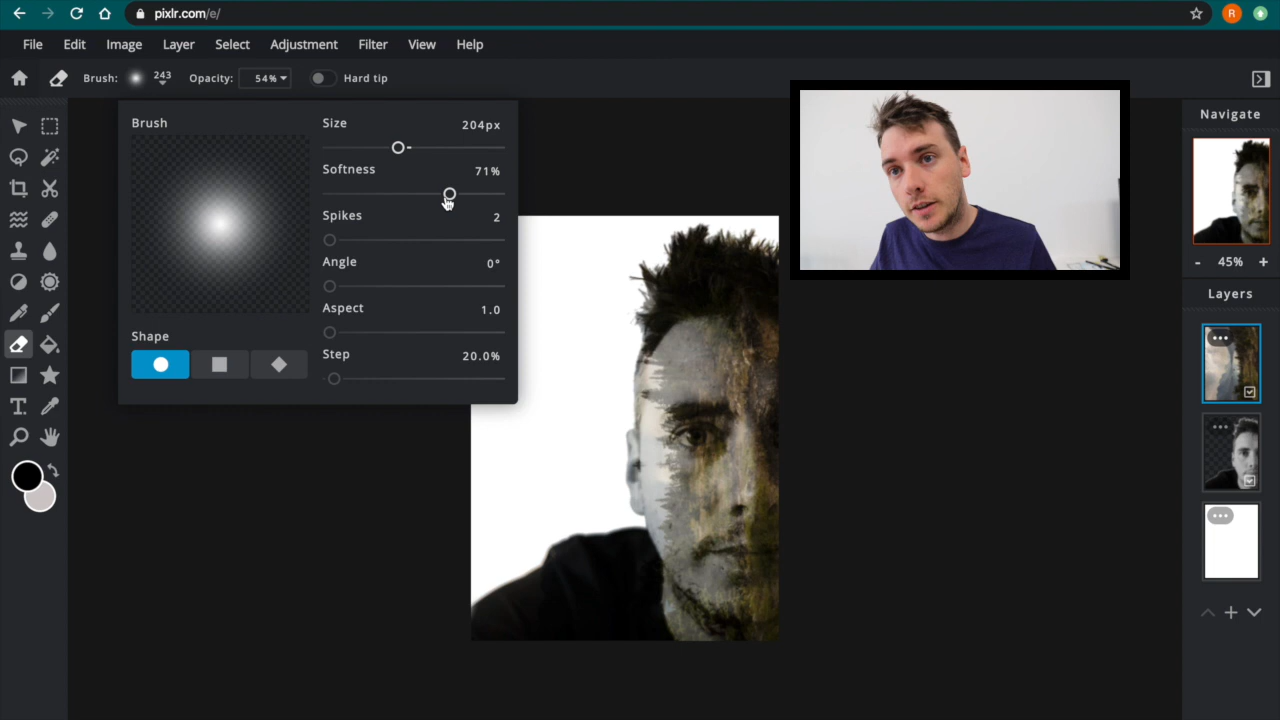 pixlr.com/e/
R
File Edit Image Layer Select Adjustment Filter View Help
Brush: 243 Opacity: 54% Hard tip
Brush
Size 204px
Softness 71%
Spikes 2
Angle 0°
Aspect 1.0
Shape
Step 20.0%
T
Navigate
- 45% +
Layers